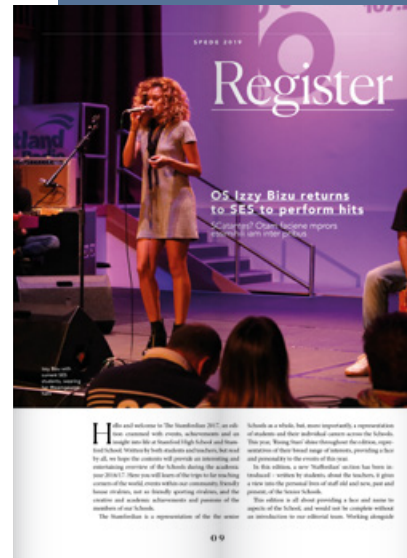 107.
SPEDE 2019
Register
tland
Radio
OS Izzy Bizu returns
to SES to perform hits
Izzy Bizu with
current SES
students, waiting
Hello and welcome to The Stamfordian 2017, an edi-
tion crammed with events, achievements and an
insight into life at Stamford High School and Stam-
ford School. Written by both students and teachers, but read
by all, we hope the contents will provide an interesting and
entertaining overview of the Schools during the academic
year 2016/17. Here you will learn of the trips to far reaching
corners of the world, events within our community, friendly
house rivalries, not so friendly sporting rivalries, and the
creative and academic achievements and passions of the
members of our Schools.
The Stamfordian is a representation of the the senior
Schools as a whole, but, more importantly, a representation
of students and their individual careers across the Schools.
This year, 'Rising Stars' shine throughout the edition, repre-
sentatives of their broad range of interests, providing a face
and personality to the events of this year.
In this edition, a new 'Staffordian' section has been in-
troduced – written by students, about the teachers, it gives
a view into the personal lives of staff old and new, past and
present, of the Senior Schools.
This edition is all about providing a face and name to
aspects of the School, and would not be complete without
an introduction to our editorial team. Working alongside
09